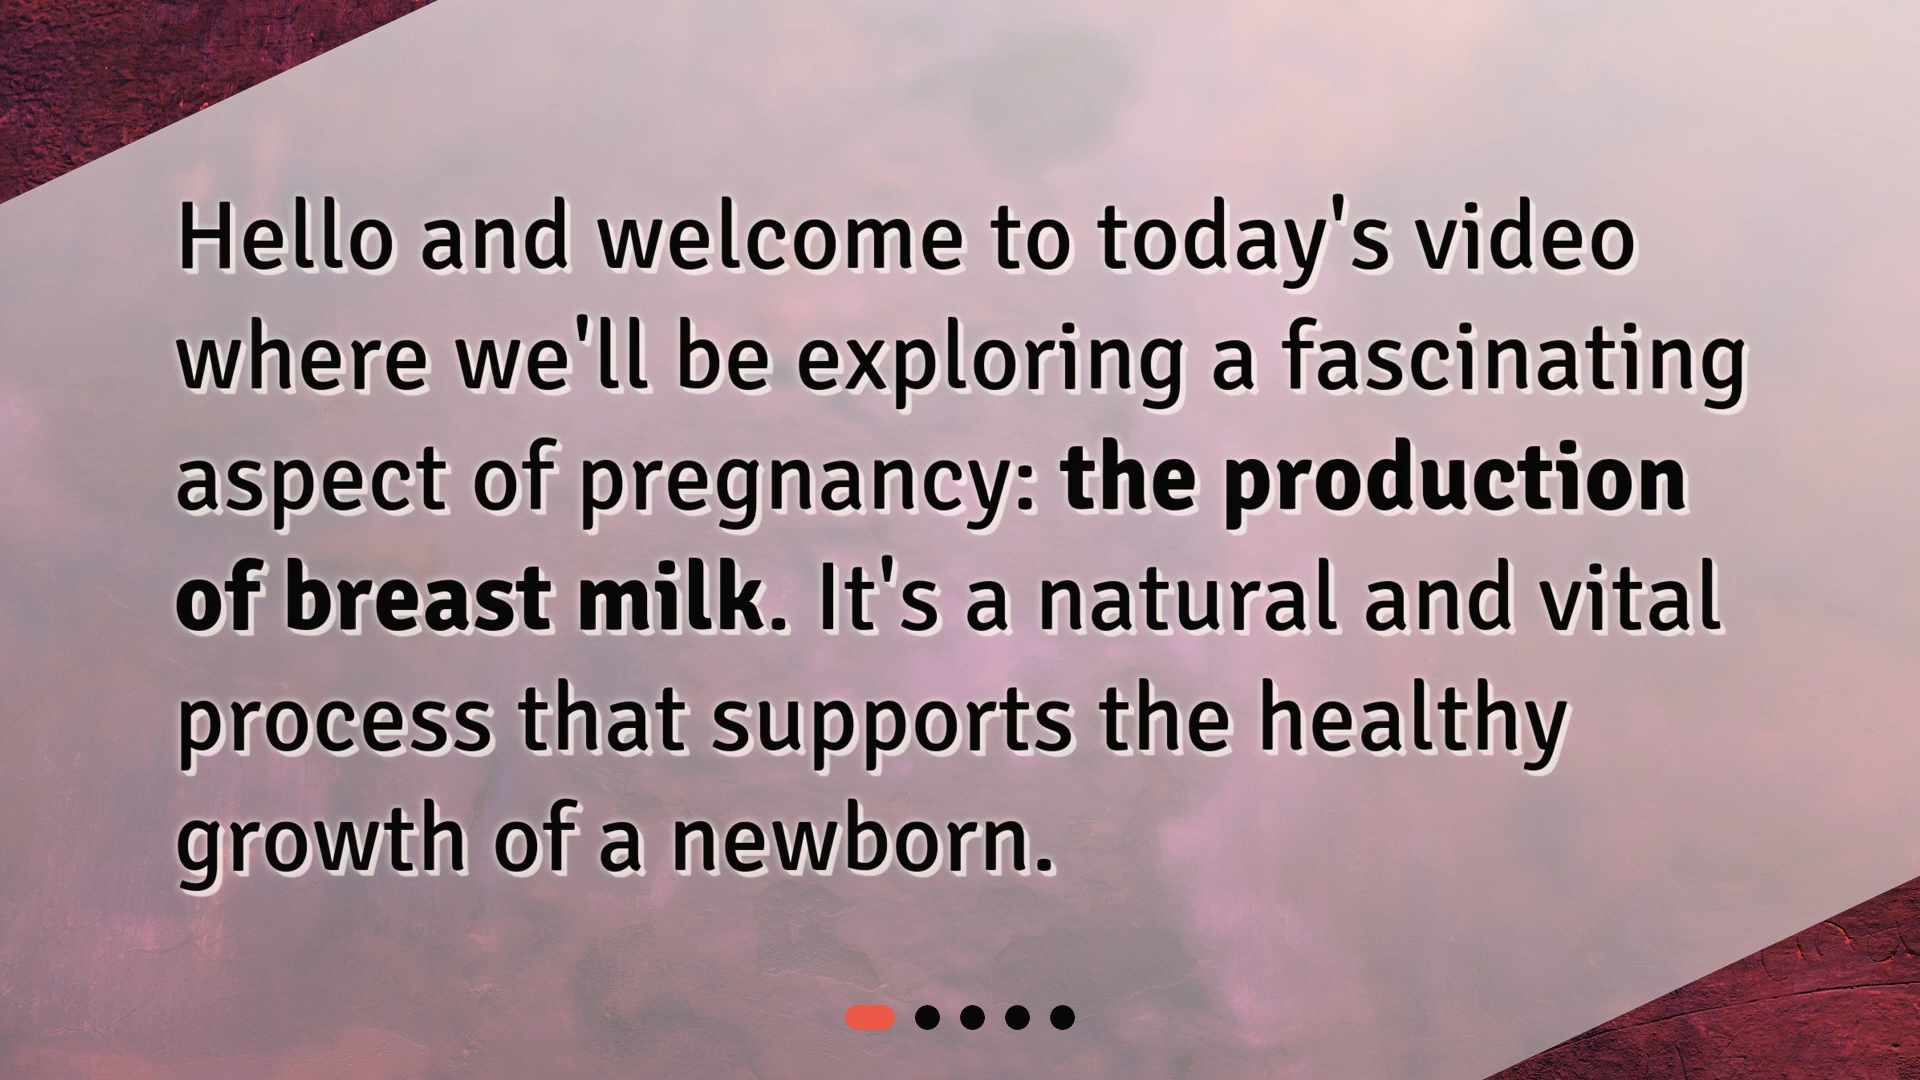 Hello and welcome to today's video
where we'll be exploring a fascinating
aspect of pregnancy: the production
of breast milk. It's a natural and vital
process that supports the healthy
growth of a newborn.